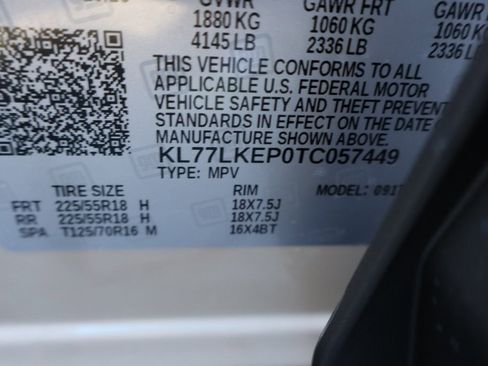 GVWR GAWR FRT GAWR
1880 KG 1060 KG 1060
4145 LB 2336 LB 2336
THIS VEHICLE CONFORMS TO ALL
APPLICABLE U.S. FEDERAL MOTOR
VEHICLE SAFETY AND THEFT PREVENT
STANDARDS IN EFFECT ON THE DATE
MANUFACTURE SHOWN ABOVE.
KL77LKEP0TC057449
TYPE: MPV
TIRE SIZE RIM MODEL:
FRT 225/55R18 H 18X7.5J
RR 225/55R18 H 18X7.5J
SPA T125/70R16 M 16X4BT